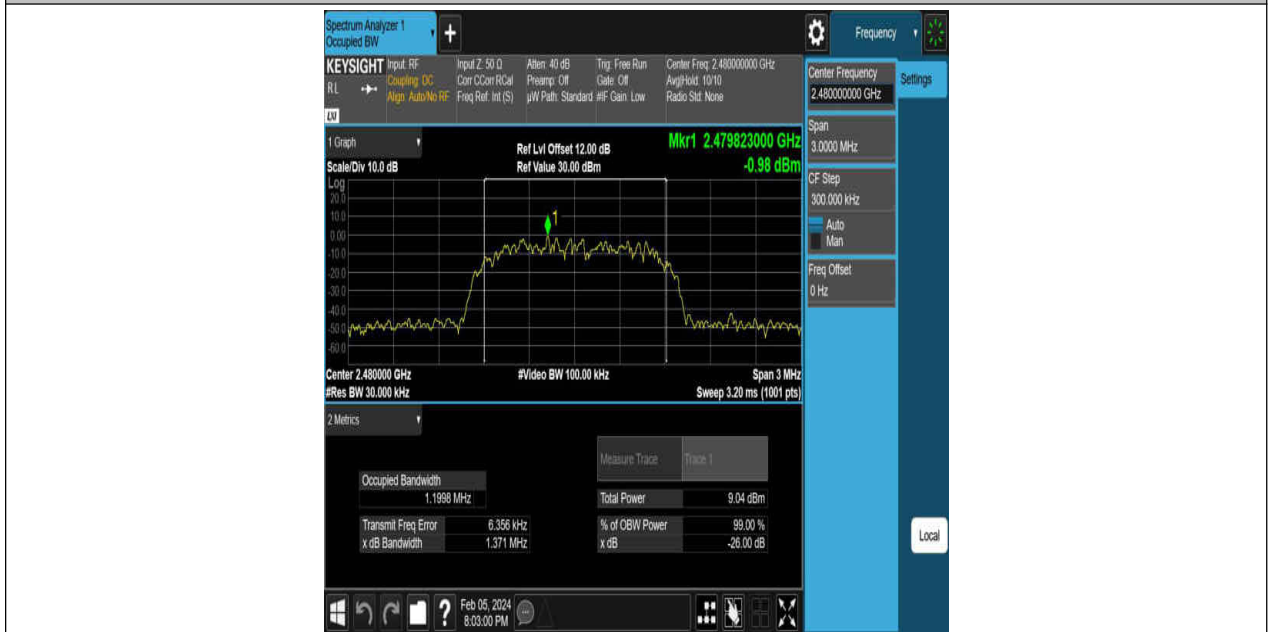 Spectrum Analyzer 1
Occupied BW
Frequency
KEYSIGHT
RL
LXI
Input: RF
Coupling: DC
Align: Auto/No RF
Input Z: 50 Ω
Corr CCorr RCal
Freq Ref: Int (S)
Atten: 40 dB
Preamp: Off
µW Path: Standard
Trig: Free Run
Gate: Off
#IF Gain: Low
Center Freq: 2.480000000 GHz
Avg|Hold: 10/10
Radio Std: None
Center Frequency
2.480000000 GHz
Settings
Span
3.0000 MHz
CF Step
300.000 kHz
Auto
Man
Freq Offset
0 Hz
Local
1 Graph
Scale/Div 10.0 dB
Ref Lvl Offset 12.00 dB
Ref Value 30.00 dBm
Mkr1 2.479823000 GHz
-0.98 dBm
Log
20.0
10.0
0.00
-10.0
-20.0
-30.0
-40.0
-50.0
-60.0
1
Center 2.480000 GHz
#Res BW 30.000 kHz
#Video BW 100.00 kHz
Span 3 MHz
Sweep 3.20 ms (1001 pts)
2 Metrics
Measure Trace Trace 1
Occupied Bandwidth
1.1998 MHz
Total Power 9.04 dBm
Transmit Freq Error 6.356 kHz
% of OBW Power 99.00 %
x dB Bandwidth 1.371 MHz
x dB -26.00 dB
Feb 05, 2024
8:03:00 PM